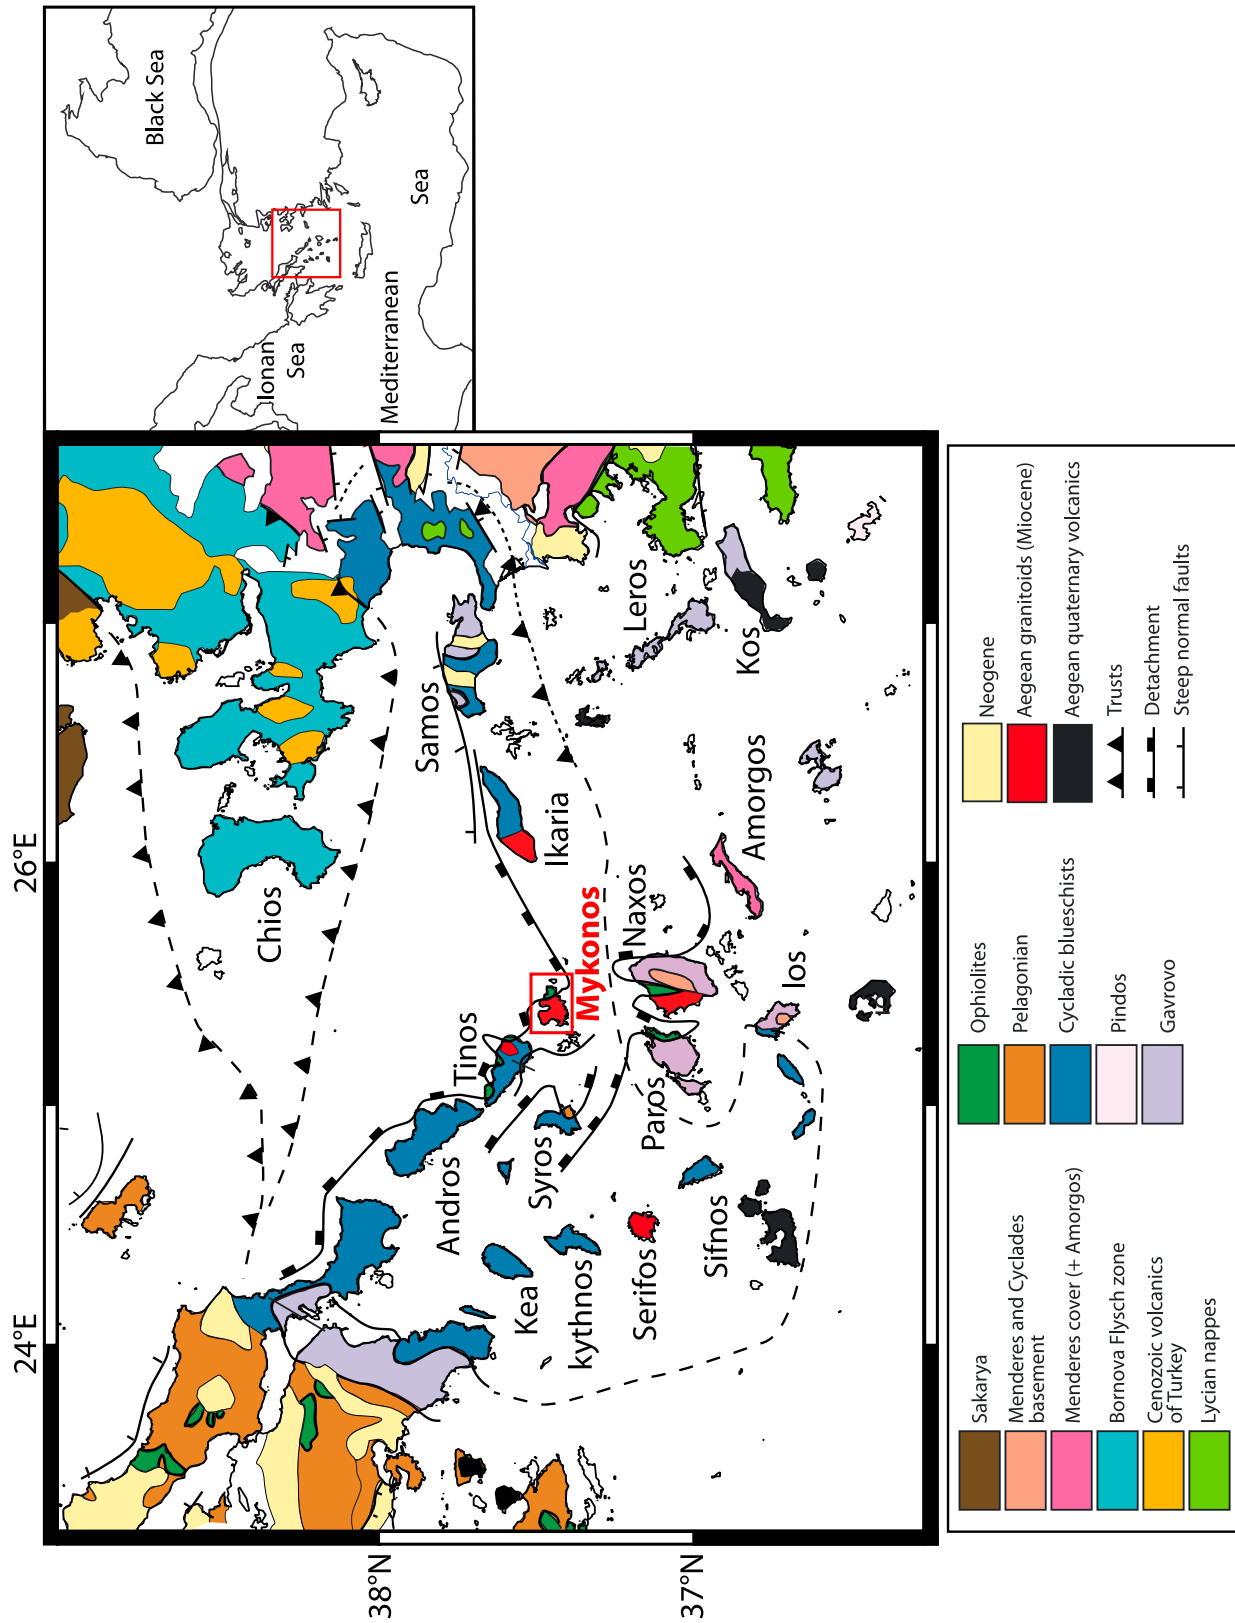 Black Sea
Ionan
Sea
Mediterranean
Sea
24°E
26°E
38°N
37°N
Chios
Samos
Ikaria
Mykonos
Tinos
Andros
Syros
Kea
kythnos
Serifos
Sifnos
Paros
Naxos
Ios
Amorgos
Leros
Kos
Sakarya
Menderes and Cyclades
basement
Menderes cover (+ Amorgos)
Bornova Flysch zone
Cenozoic volcanics
of Turkey
Lycian nappes
Ophiolites
Pelagonian
Cycladic blueschists
Pindos
Gavrovo
Neogene
Aegean granitoids (Miocene)
Aegean quaternary volcanics
Trusts
Detachment
Steep normal faults